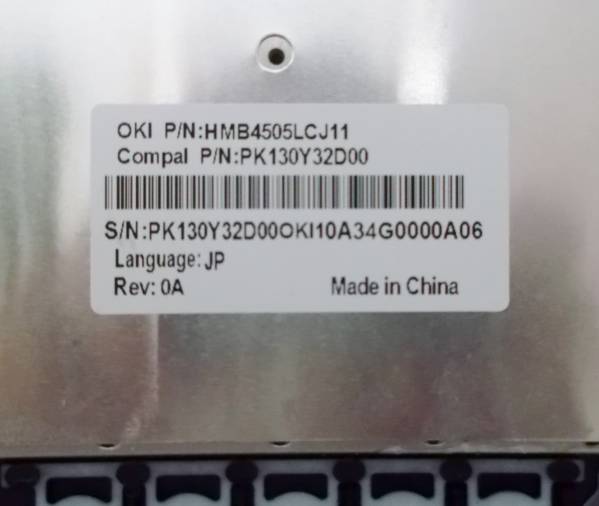 OKI P/N:HMB4505LCJ11
Compal P/N:PK130Y32D00
S/N:PK130Y32D00OKI10A34G0000A06
Language: JP
Rev: 0A
Made in China